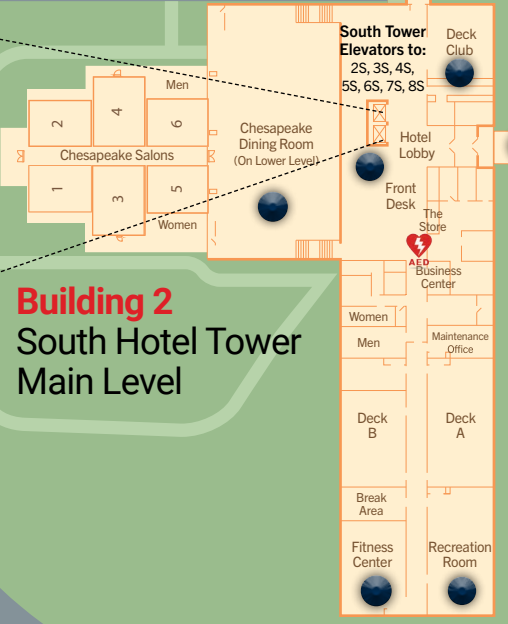 South Tower
Elevators to:
2S, 3S, 4S,
5S, 6S, 7S, 8S
Deck
Club
Men
2
4
6
Chesapeake Salons
1
3
5
Women
Chesapeake
Dining Room
(On Lower Level)
Hotel
Lobby
Front
Desk
The
Store
AED
Business
Center
Building 2
South Hotel Tower
Main Level
Women
Men
Maintenance
Office
Deck
B
Deck
A
Break
Area
Fitness
Center
Recreation
Room